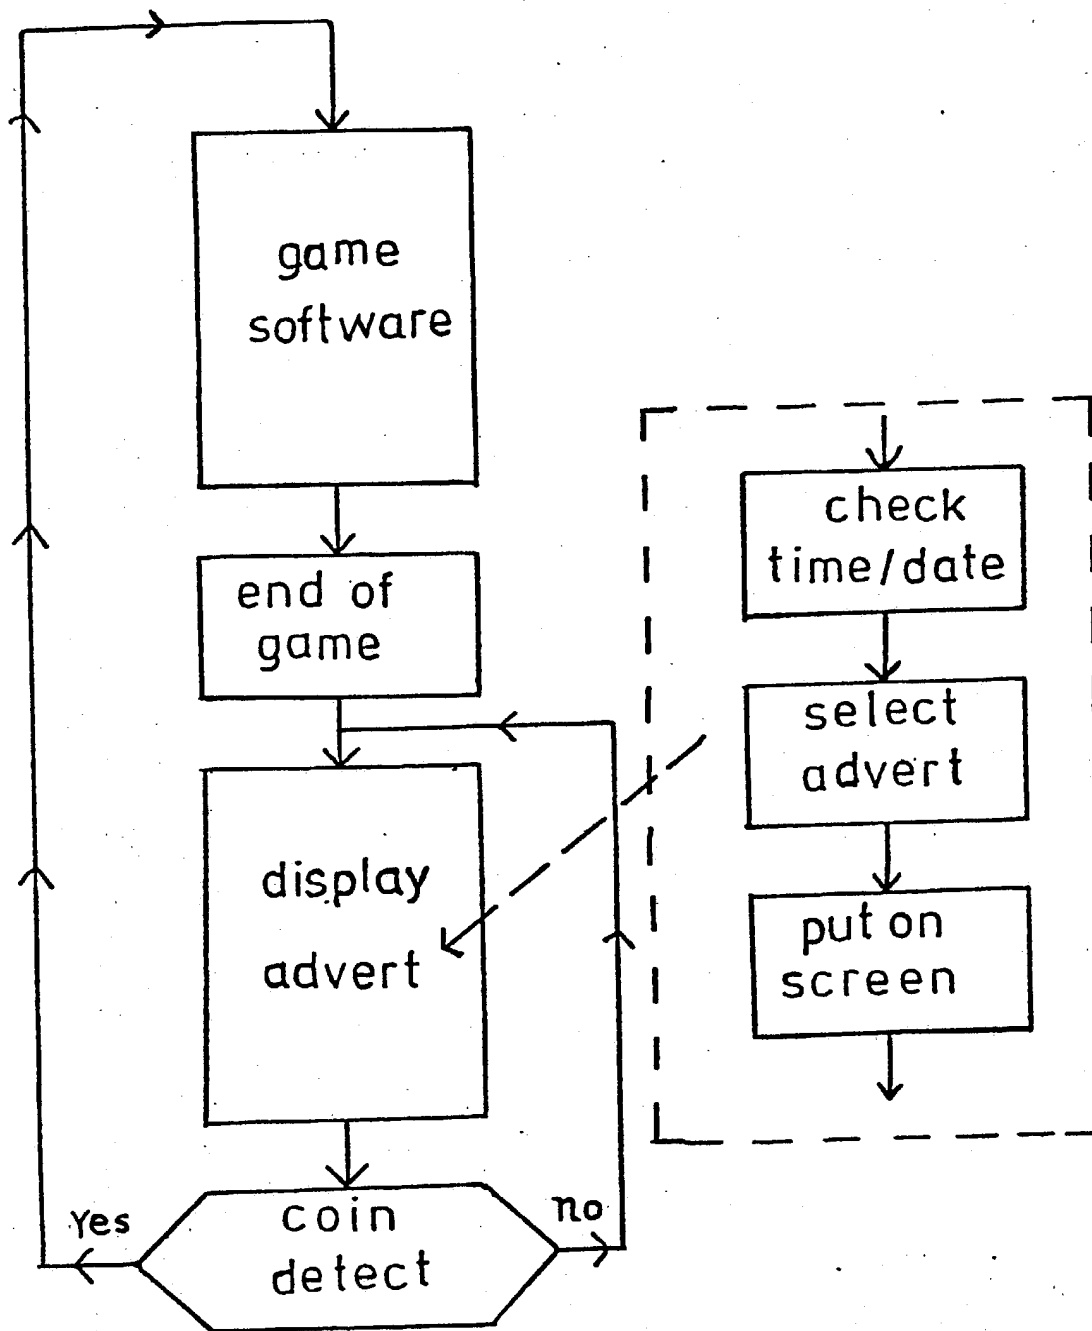 game
software
end of
game
display
advert
coin
detect
Yes
no
check
time/date
select
advert
put on
screen